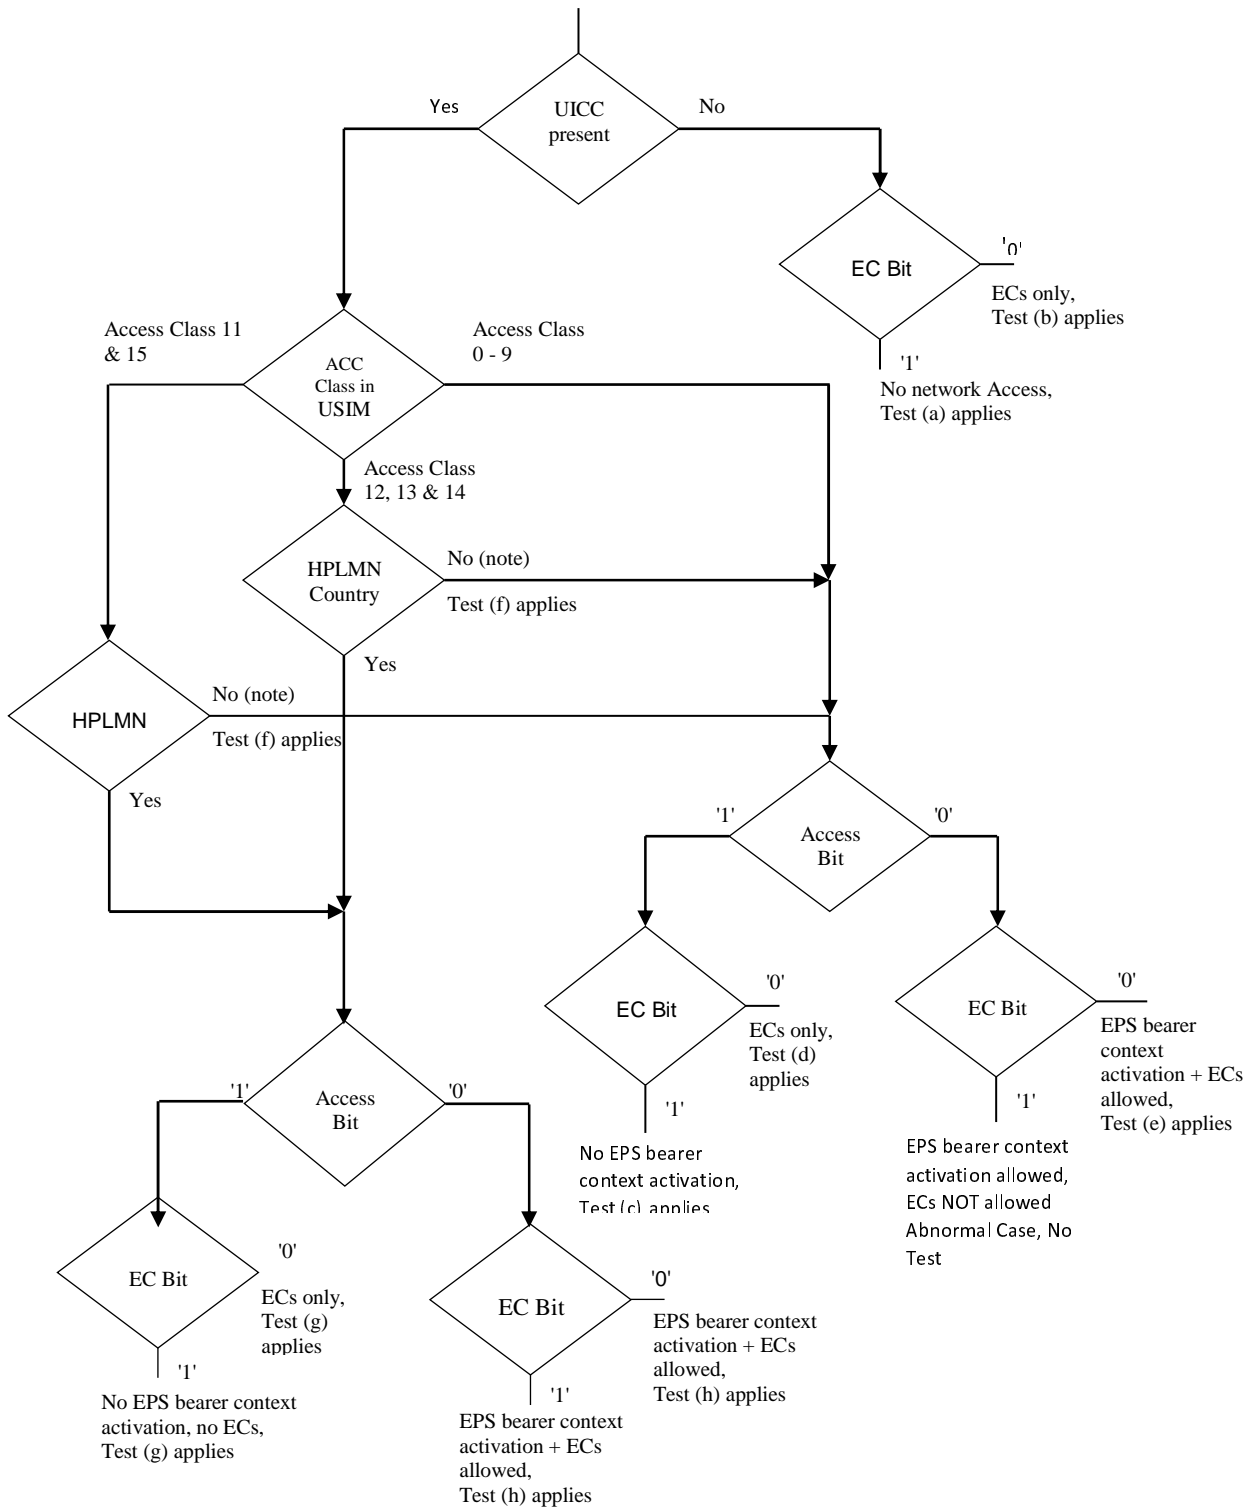 Yes
UICC
present
No
EC Bit
'0'
ECs only,
Test (b) applies
'1'
No network Access,
Test (a) applies
Access Class 11
& 15
ACC
Class in
USIM
Access Class
0 - 9
Access Class
12, 13 & 14
HPLMN
Country
No (note)
Test (f) applies
Yes
HPLMN
No (note)
Test (f) applies
Yes
'1'
Access
Bit
'0'
EC Bit
'0'
ECs only,
Test (d)
applies
'1'
No EPS bearer
context activation,
Test (c) applies
EC Bit
'0'
EPS bearer
context
activation + ECs
allowed,
Test (e) applies
'1'
EPS bearer context
activation allowed,
ECs NOT allowed
Abnormal Case, No
Test
'1'
Access
Bit
'0'
EC Bit
'0'
ECs only,
Test (g)
applies
'1'
No EPS bearer context
activation, no ECs,
Test (g) applies
EC Bit
'0'
EPS bearer context
activation + ECs
allowed,
Test (h) applies
'1'
EPS bearer context
activation + ECs
allowed,
Test (h) applies